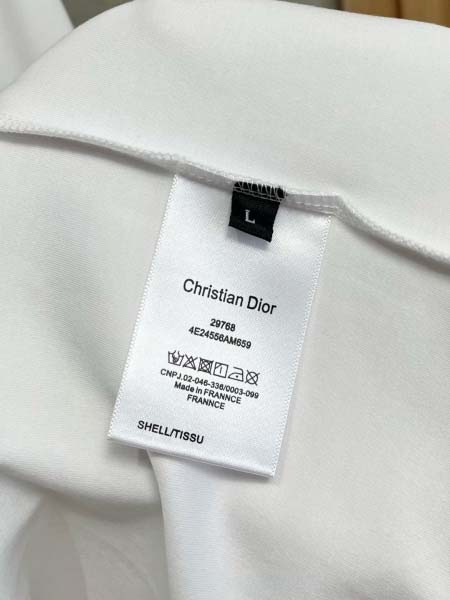 L
Christian Dior
29768
4E24556AM659
CNPJ.02-046-336/0003-099
Made in FRANNCE
FRANNCE
SHELL/TISSU